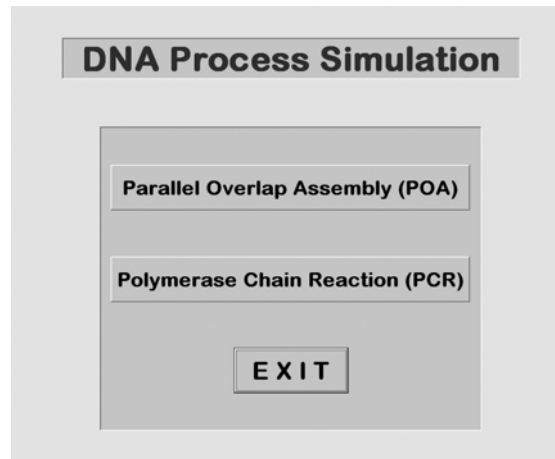 DNA Process Simulation
Parallel Overlap Assembly (POA)
Polymerase Chain Reaction (PCR)
EXIT